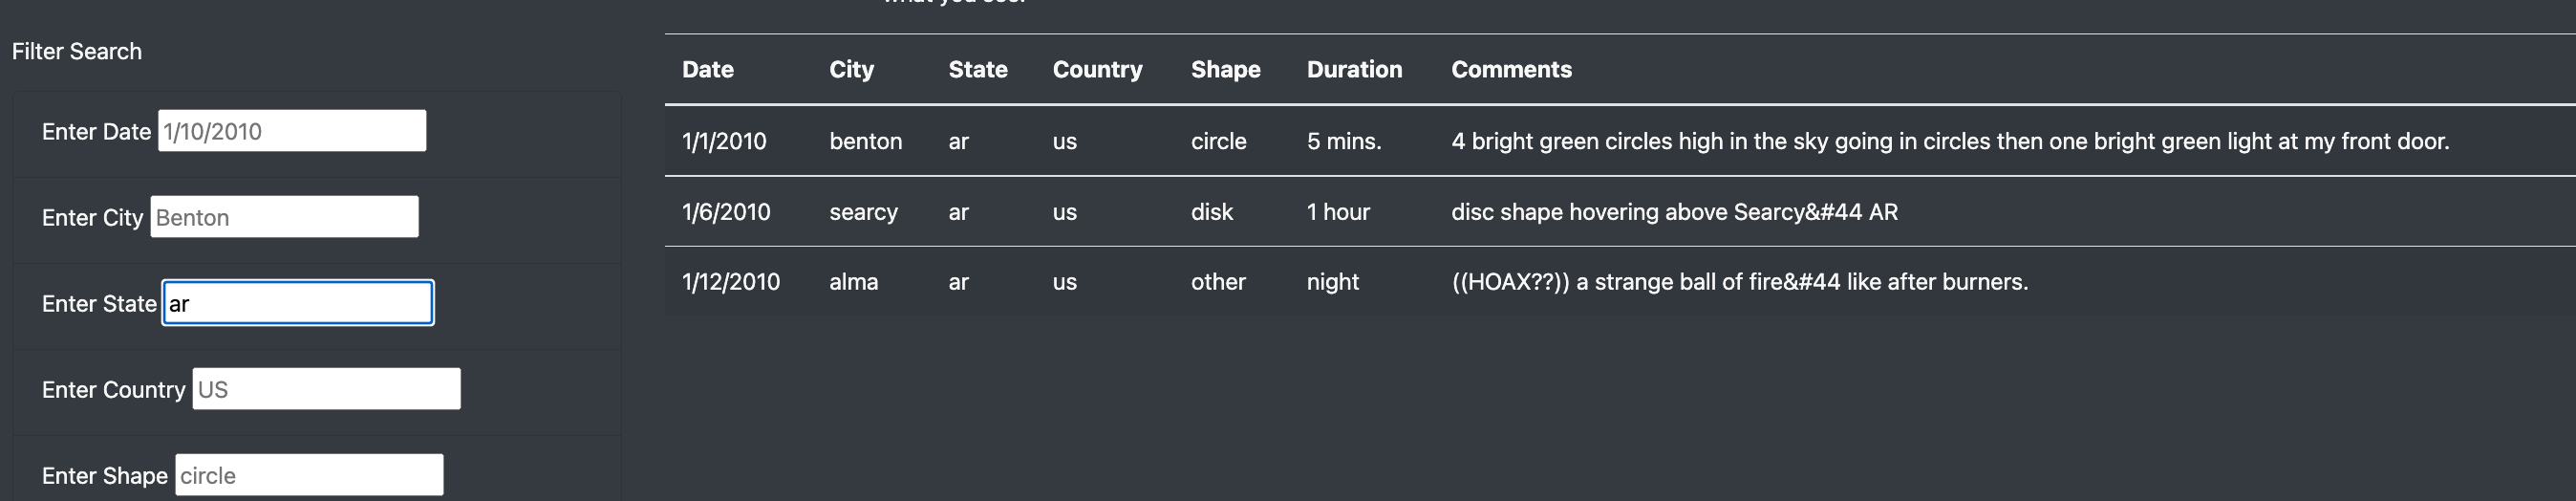 what you see.
Filter Search
Enter Date 1/10/2010
Enter City Benton
Enter State ar
Enter Country US
Enter Shape circle
Date City State Country Shape Duration Comments
1/1/2010 benton ar us circle 5 mins. 4 bright green circles high in the sky going in circles then one bright green light at my front door.
1/6/2010 searcy ar us disk 1 hour disc shape hovering above Searcy&#44 AR
1/12/2010 alma ar us other night ((HOAX??)) a strange ball of fire&#44 like after burners.